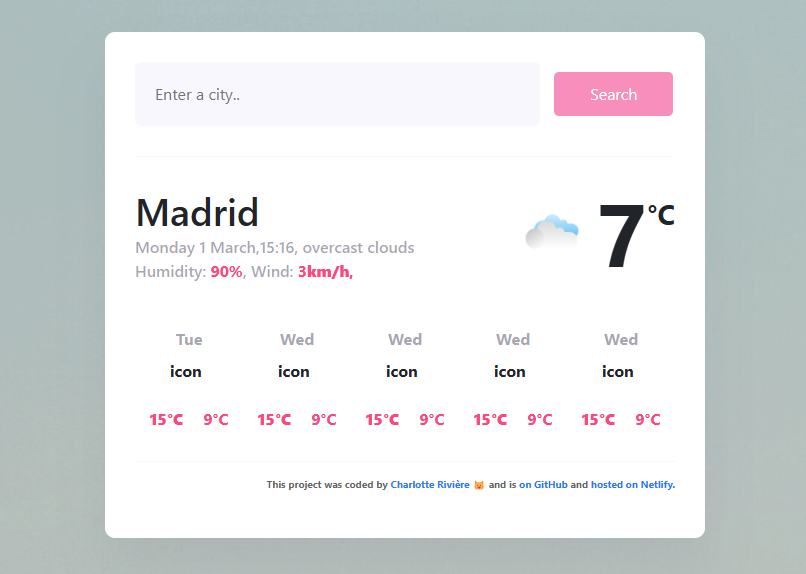 Enter a city..
Search
Madrid
7°C
Monday 1 March,15:16, overcast clouds
Humidity: 90%, Wind: 3km/h,
Tue Wed Wed Wed Wed
icon icon icon icon icon
15°C 9°C 15°C 9°C 15°C 9°C 15°C 9°C 15°C 9°C
This project was coded by Charlotte Rivière 🐱 and is on GitHub and hosted on Netlify.